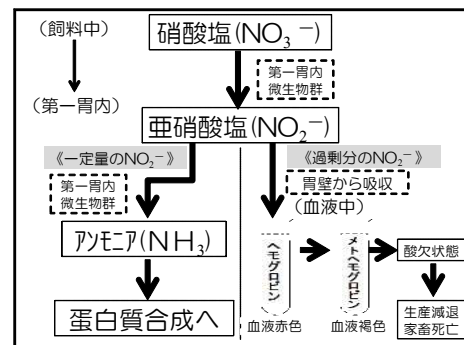 （飼料中）
硝酸塩(NO₃⁻)
第一胃内
微生物群
（第一胃内）
亜硝酸塩(NO₂⁻)
《一定量のNO₂⁻》
《過剰分のNO₂⁻》
第一胃内
微生物群
胃壁から吸収
（血液中）
アンモニア(NH₃)
ヘモグロビン
メトヘモグロビン
酸欠状態
蛋白質合成へ
血液赤色
血液褐色
生産減退
家畜死亡